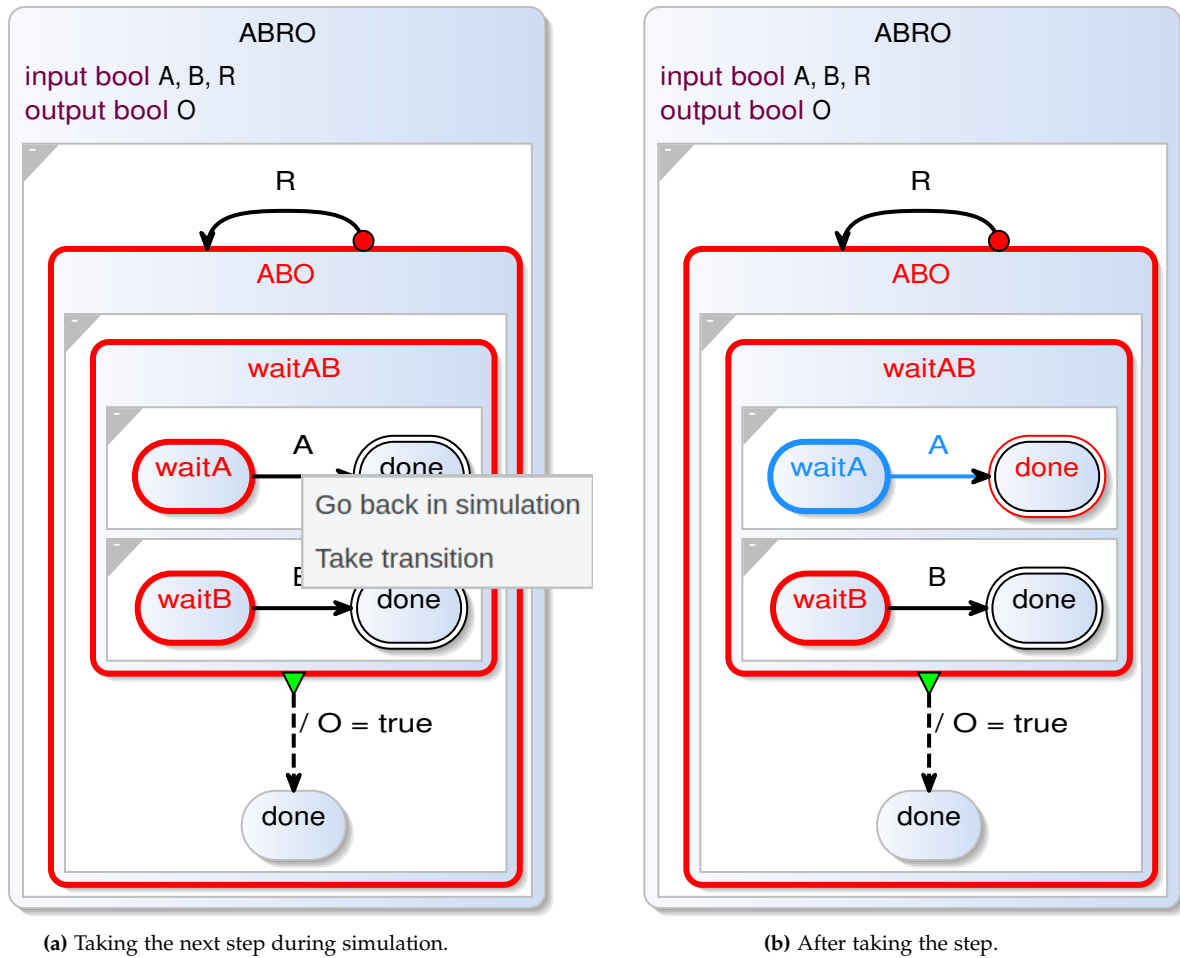 ABRO
input bool A, B, R
output bool O
R
ABO
waitAB
waitA
A
done
Go back in simulation
Take transition
waitB
done
/ O = true
done
(a) Taking the next step during simulation.
ABRO
input bool A, B, R
output bool O
R
ABO
waitAB
waitA
A
done
waitB
B
done
/ O = true
done
(b) After taking the step.